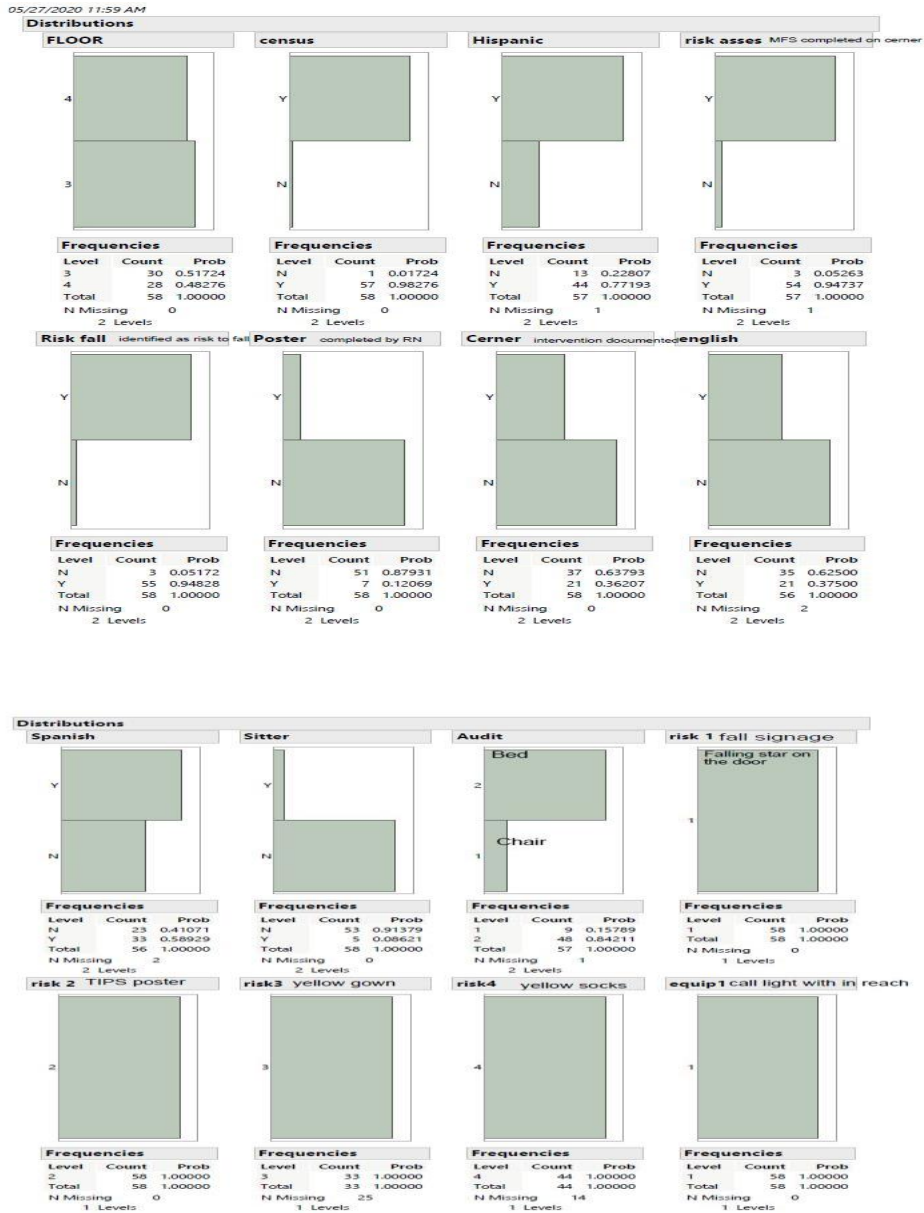 05/27/2020 11:59 AM
Distributions
FLOOR census Hispanic risk asses MFS completed on cerner
4 Y Y Y
3 N N N
Frequencies Frequencies Frequencies Frequencies
Level Count Prob Level Count Prob Level Count Prob Level Count Prob
3 30 0.51724 N 1 0.01724 N 13 0.22807 N 3 0.05263
4 28 0.48276 Y 57 0.98276 Y 44 0.77193 Y 54 0.94737
Total 58 1.00000 Total 58 1.00000 Total 57 1.00000 Total 57 1.00000
N Missing 0 N Missing 0 N Missing 1 N Missing 1
2 Levels 2 Levels 2 Levels 2 Levels
Risk fall identified as risk to fall Poster completed by RN Cerner intervention documented english
Y Y Y Y
N N N N
Frequencies Frequencies Frequencies Frequencies
Level Count Prob Level Count Prob Level Count Prob Level Count Prob
N 3 0.05172 N 51 0.87931 N 37 0.63793 N 35 0.62500
Y 55 0.94828 Y 7 0.12069 Y 21 0.36207 Y 21 0.37500
Total 58 1.00000 Total 58 1.00000 Total 58 1.00000 Total 56 1.00000
N Missing 0 N Missing 0 N Missing 0 N Missing 2
2 Levels 2 Levels 2 Levels 2 Levels
Distributions
Spanish Sitter Audit risk 1 fall signage
Bed Falling star on
the door
Y Y 2
1
Chair
N N 1
Frequencies Frequencies Frequencies Frequencies
Level Count Prob Level Count Prob Level Count Prob Level Count Prob
N 23 0.41071 N 53 0.91379 1 9 0.15789 1 58 1.00000
Y 33 0.58929 Y 5 0.08621 2 48 0.84211 Total 58 1.00000
Total 56 1.00000 Total 58 1.00000 Total 57 1.00000 N Missing 0
N Missing 2 N Missing 0 N Missing 1 1 Levels
2 Levels 2 Levels 2 Levels
risk 2 TIPS poster risk3 yellow gown risk4 yellow socks equip1 call light with in reach
2 3 4 1
Frequencies Frequencies Frequencies Frequencies
Level Count Prob Level Count Prob Level Count Prob Level Count Prob
2 58 1.00000 3 33 1.00000 4 44 1.00000 1 58 1.00000
Total 58 1.00000 Total 33 1.00000 Total 44 1.00000 Total 58 1.00000
N Missing 0 N Missing 25 N Missing 14 N Missing 0
1 Levels 1 Levels 1 Levels 1 Levels